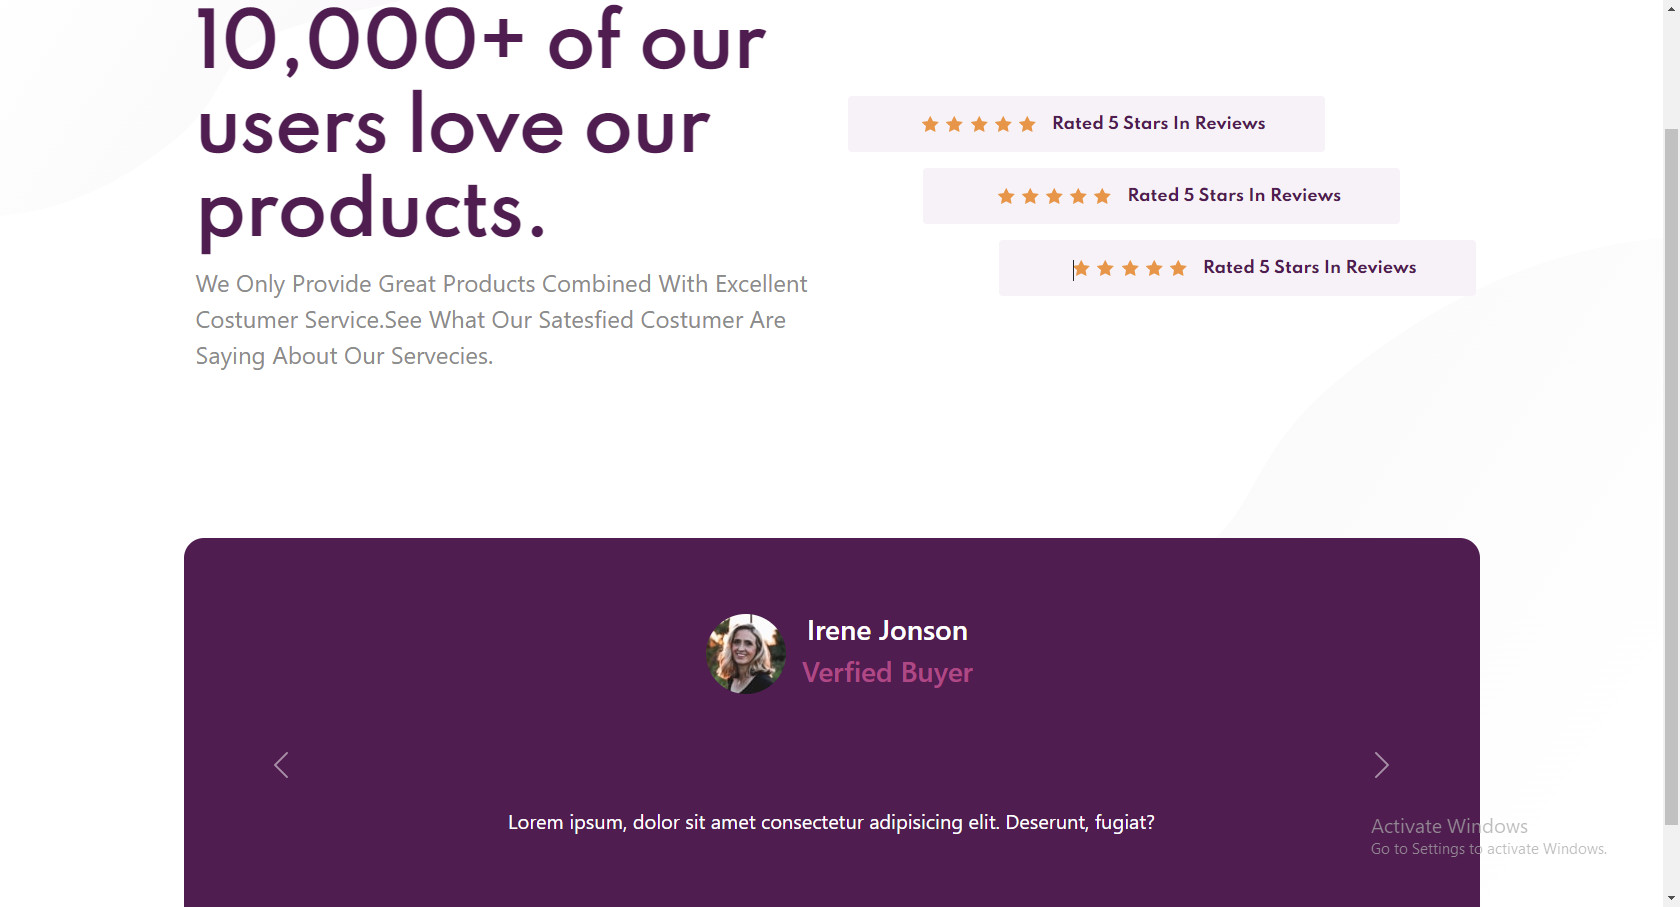 10,000+ of our
users love our
products.
We Only Provide Great Products Combined With Excellent
Costumer Service.See What Our Satesfied Costumer Are
Saying About Our Servecies.
Rated 5 Stars In Reviews
Rated 5 Stars In Reviews
Rated 5 Stars In Reviews
Irene Jonson
Verfied Buyer
Lorem ipsum, dolor sit amet consectetur adipisicing elit. Deserunt, fugiat?
Activate Windows
Go to Settings to activate Windows.